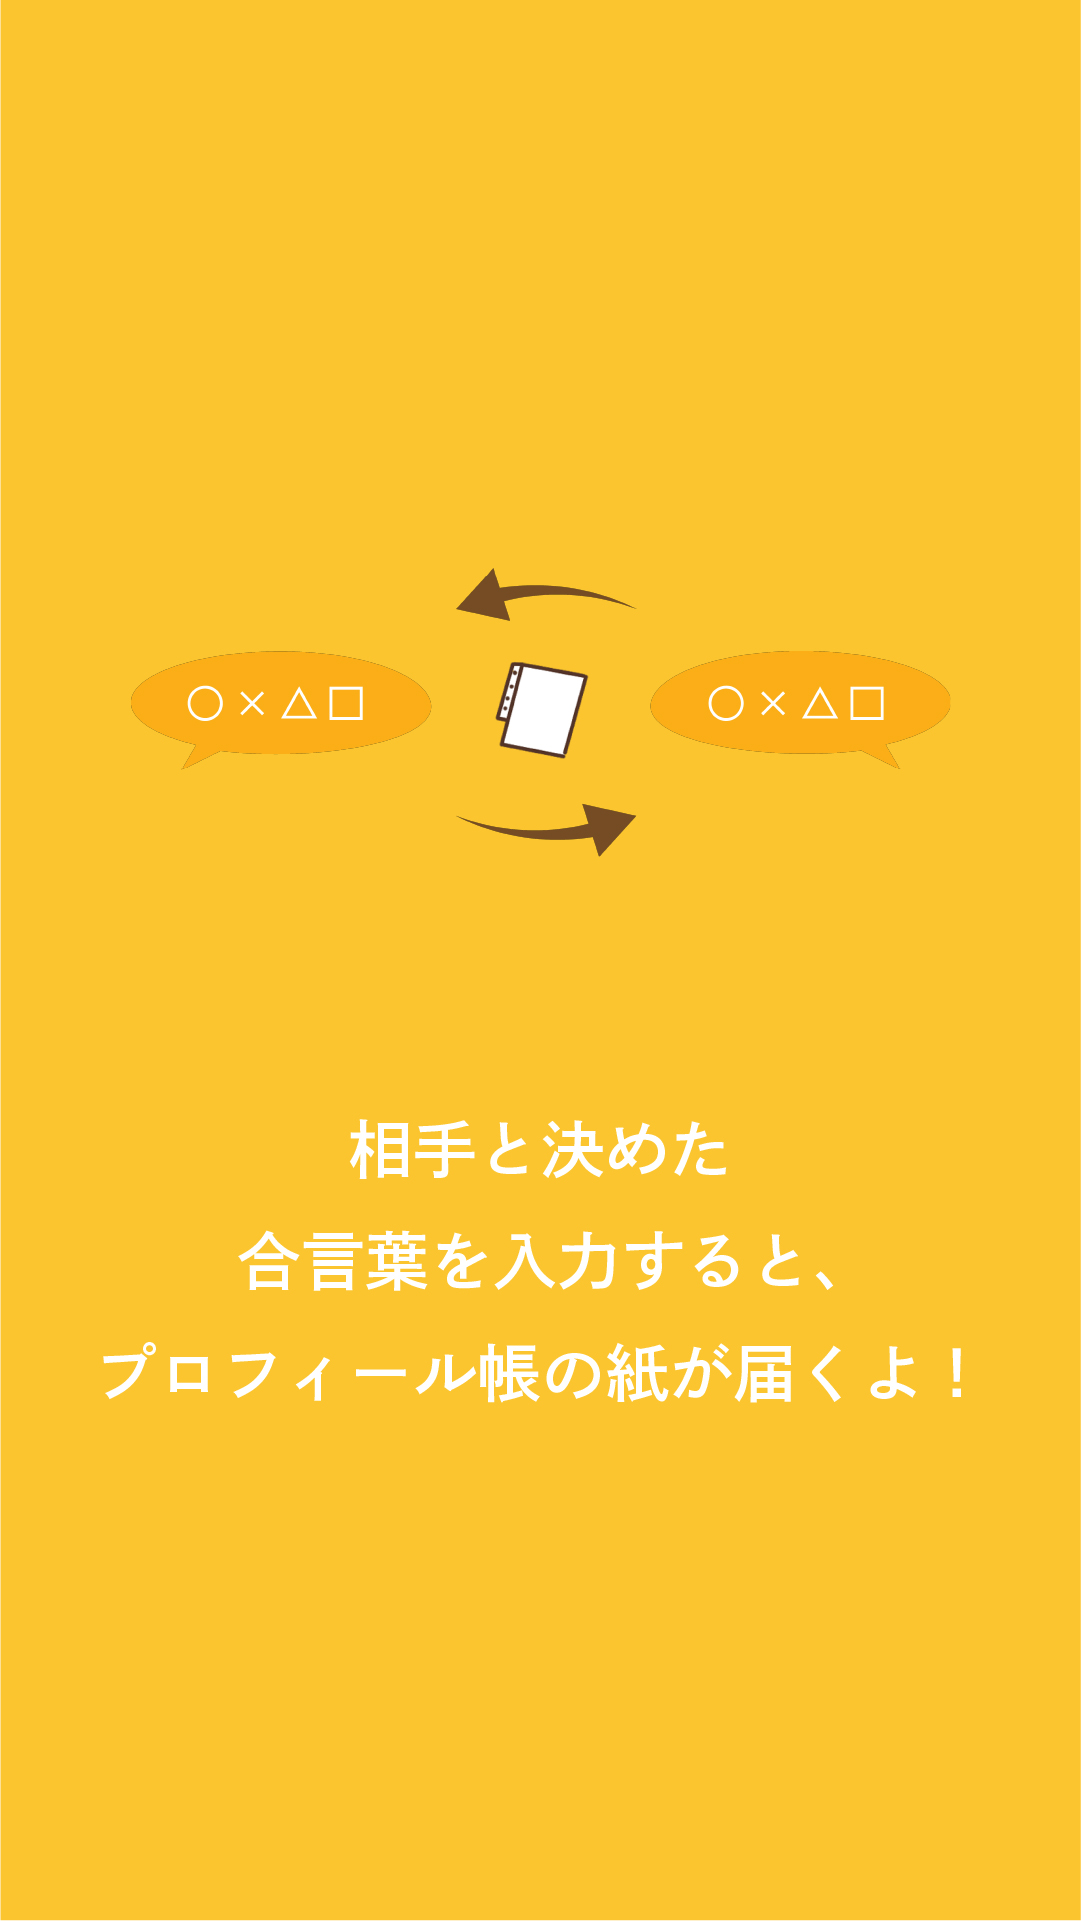 ○×△□
○×△□
相手と決めた
合言葉を入力すると、
プロフィール帳の紙が届くよ！